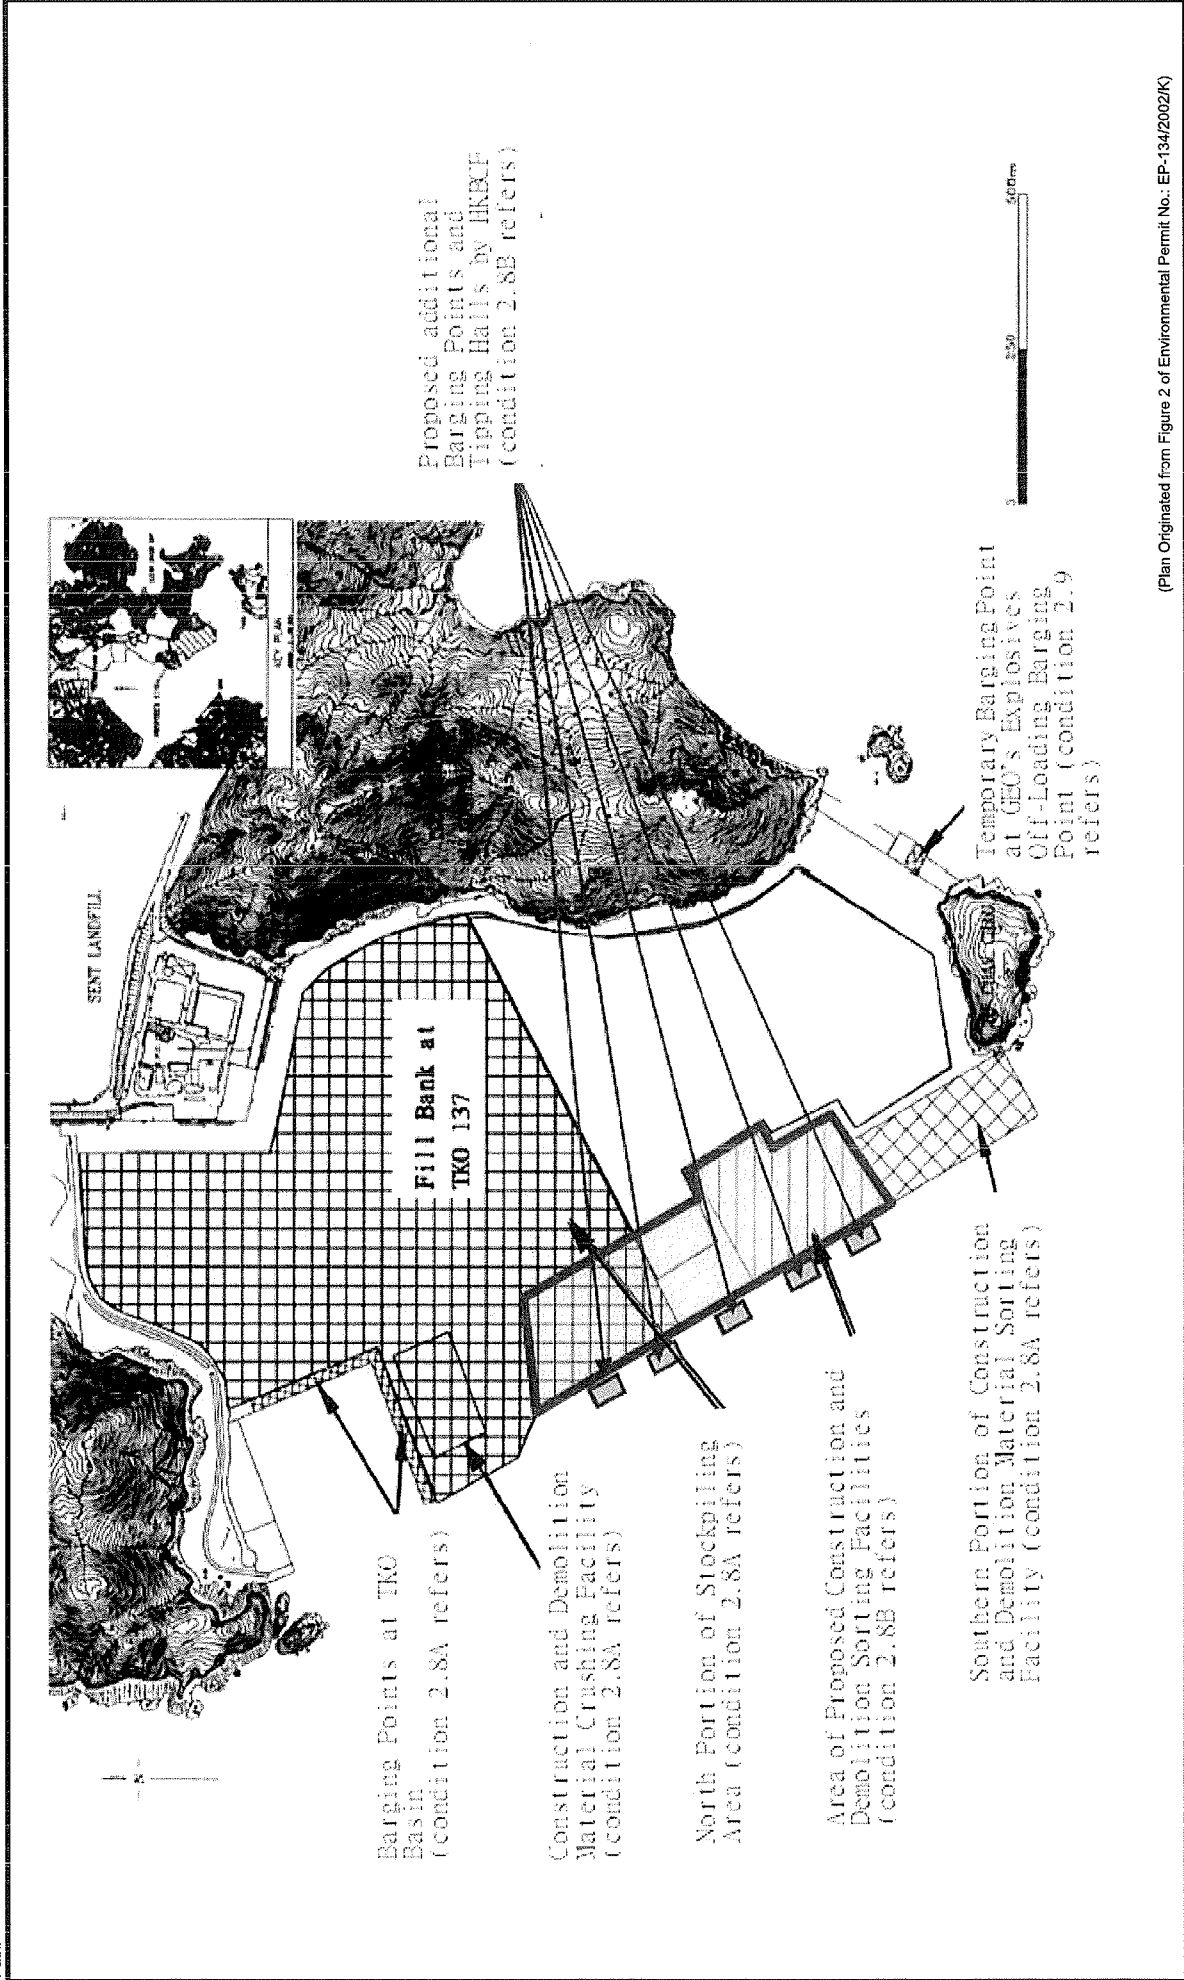 SENT LANDFILL
KEY PLAN
Proposed additional
Barging Points and
Tipping Halls by HKBCF
(condition 2.8B refers)
Fill Bank at
TKO 137
Barging Points at TKO
Basin
(condition 2.8A refers)
Construction and Demolition
Material Crushing Facility
(condition 2.8A refers)
North Portion of Stockpiling
Area (condition 2.8A refers)
Area of Proposed Construction and
Demolition Sorting Facilities
(condition 2.8B refers)
Southern Portion of Construction
and Demolition Material Sorting
Facility (condition 2.8A refers)
Temporary Barging Point
at GEO's Explosives
Off-Loading Barging
Point (condition 2.9
refers)
250
500m
(Plan Originated from Figure 2 of Environmental Permit No.: EP-134/2002/K)